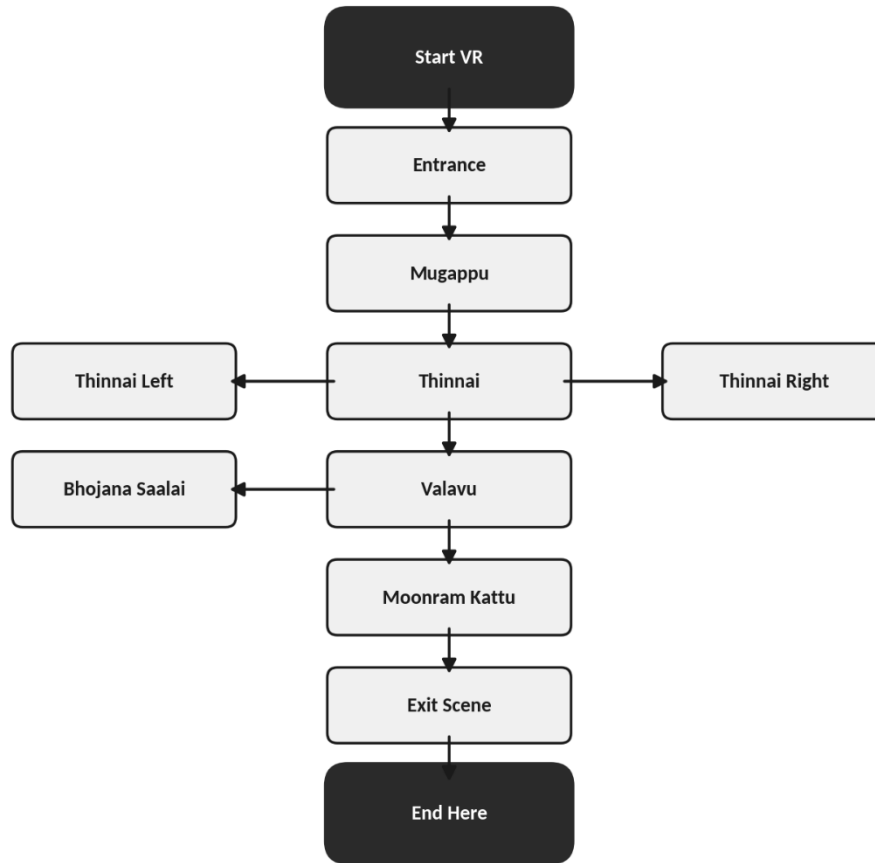 Start VR
Entrance
Mugappu
Thinnai Left
Thinnai
Thinnai Right
Bhojana Saalai
Valavu
Moonram Kattu
Exit Scene
End Here